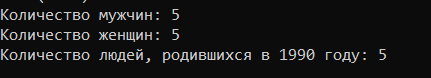 Количество мужчин: 5
Количество женщин: 5
Количество людей, родившихся в 1990 году: 5